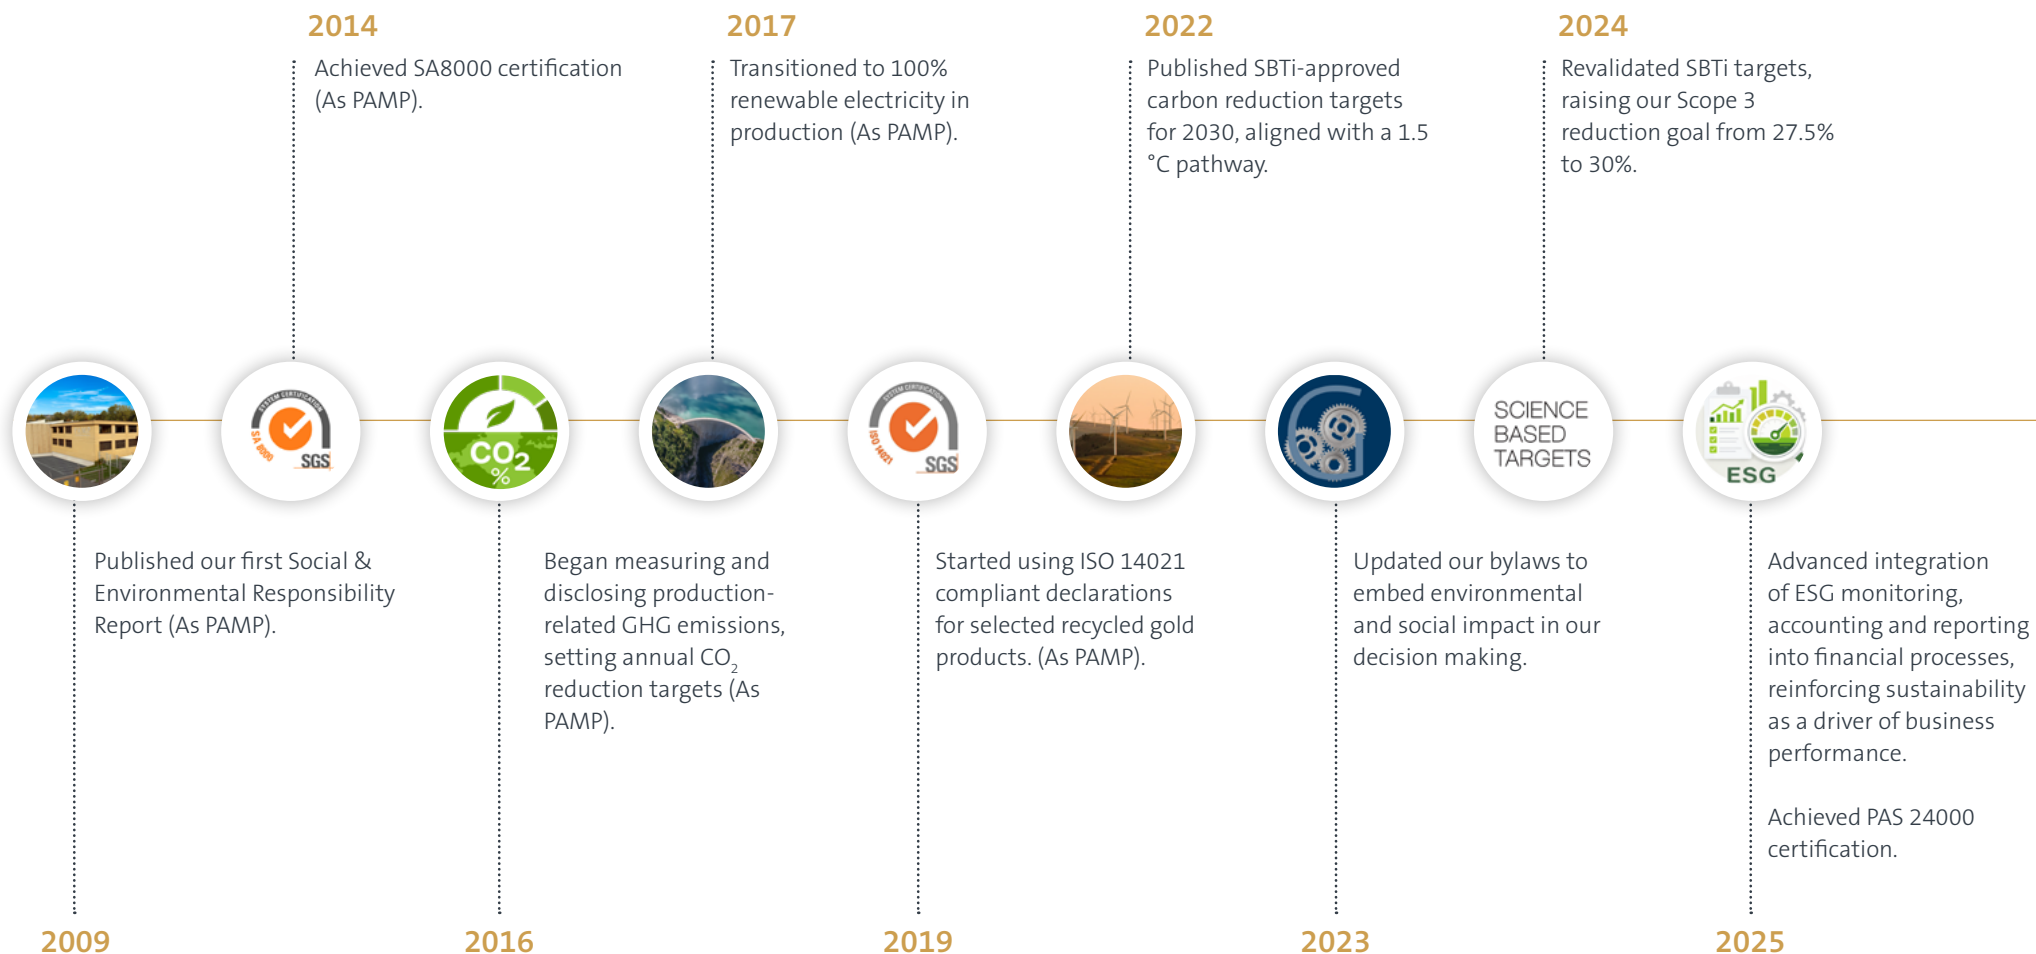 2014
Achieved SA8000 certification
(As PAMP).
2017
Transitioned to 100%
renewable electricity in
production (As PAMP).
2022
Published SBTi-approved
carbon reduction targets
for 2030, aligned with a 1.5
°C pathway.
2024
Revalidated SBTi targets,
raising our Scope 3
reduction goal from 27.5%
to 30%.
SYSTEM CERTIFICATION
SA 8000
SGS
CO2
%
SYSTEM CERTIFICATION
ISO 14021
SGS
G
SCIENCE
BASED
TARGETS
ESG
Published our first Social &
Environmental Responsibility
Report (As PAMP).
2009
Began measuring and
disclosing production-
related GHG emissions,
setting annual CO₂
reduction targets (As
PAMP).
2016
Started using ISO 14021
compliant declarations
for selected recycled gold
products. (As PAMP).
2019
Updated our bylaws to
embed environmental
and social impact in our
decision making.
2023
Advanced integration
of ESG monitoring,
accounting and reporting
into financial processes,
reinforcing sustainability
as a driver of business
performance.
Achieved PAS 24000
certification.
2025